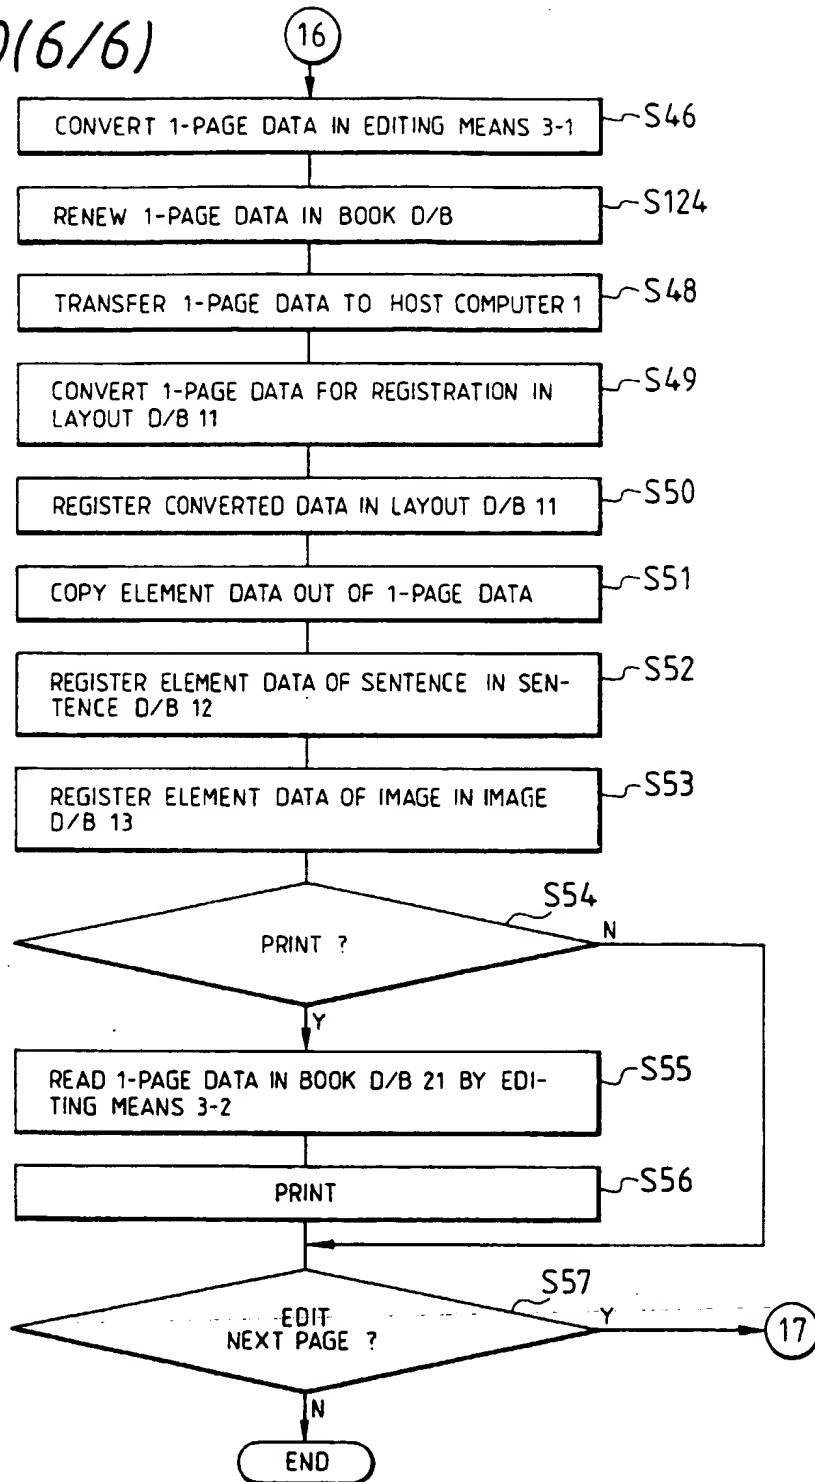 (6/6)
16
CONVERT 1-PAGE DATA IN EDITING MEANS 3-1
S46
RENEW 1-PAGE DATA IN BOOK D/B
S124
TRANSFER 1-PAGE DATA TO HOST COMPUTER 1
S48
CONVERT 1-PAGE DATA FOR REGISTRATION IN
LAYOUT D/B 11
S49
REGISTER CONVERTED DATA IN LAYOUT D/B 11
S50
COPY ELEMENT DATA OUT OF 1-PAGE DATA
S51
REGISTER ELEMENT DATA OF SENTENCE IN SEN-
TENCE D/B 12
S52
REGISTER ELEMENT DATA OF IMAGE IN IMAGE
D/B 13
S53
S54
PRINT ?
N
Y
READ 1-PAGE DATA IN BOOK D/B 21 BY EDI-
TING MEANS 3-2
S55
PRINT
S56
S57
EDIT
NEXT PAGE ?
Y
17
N
END